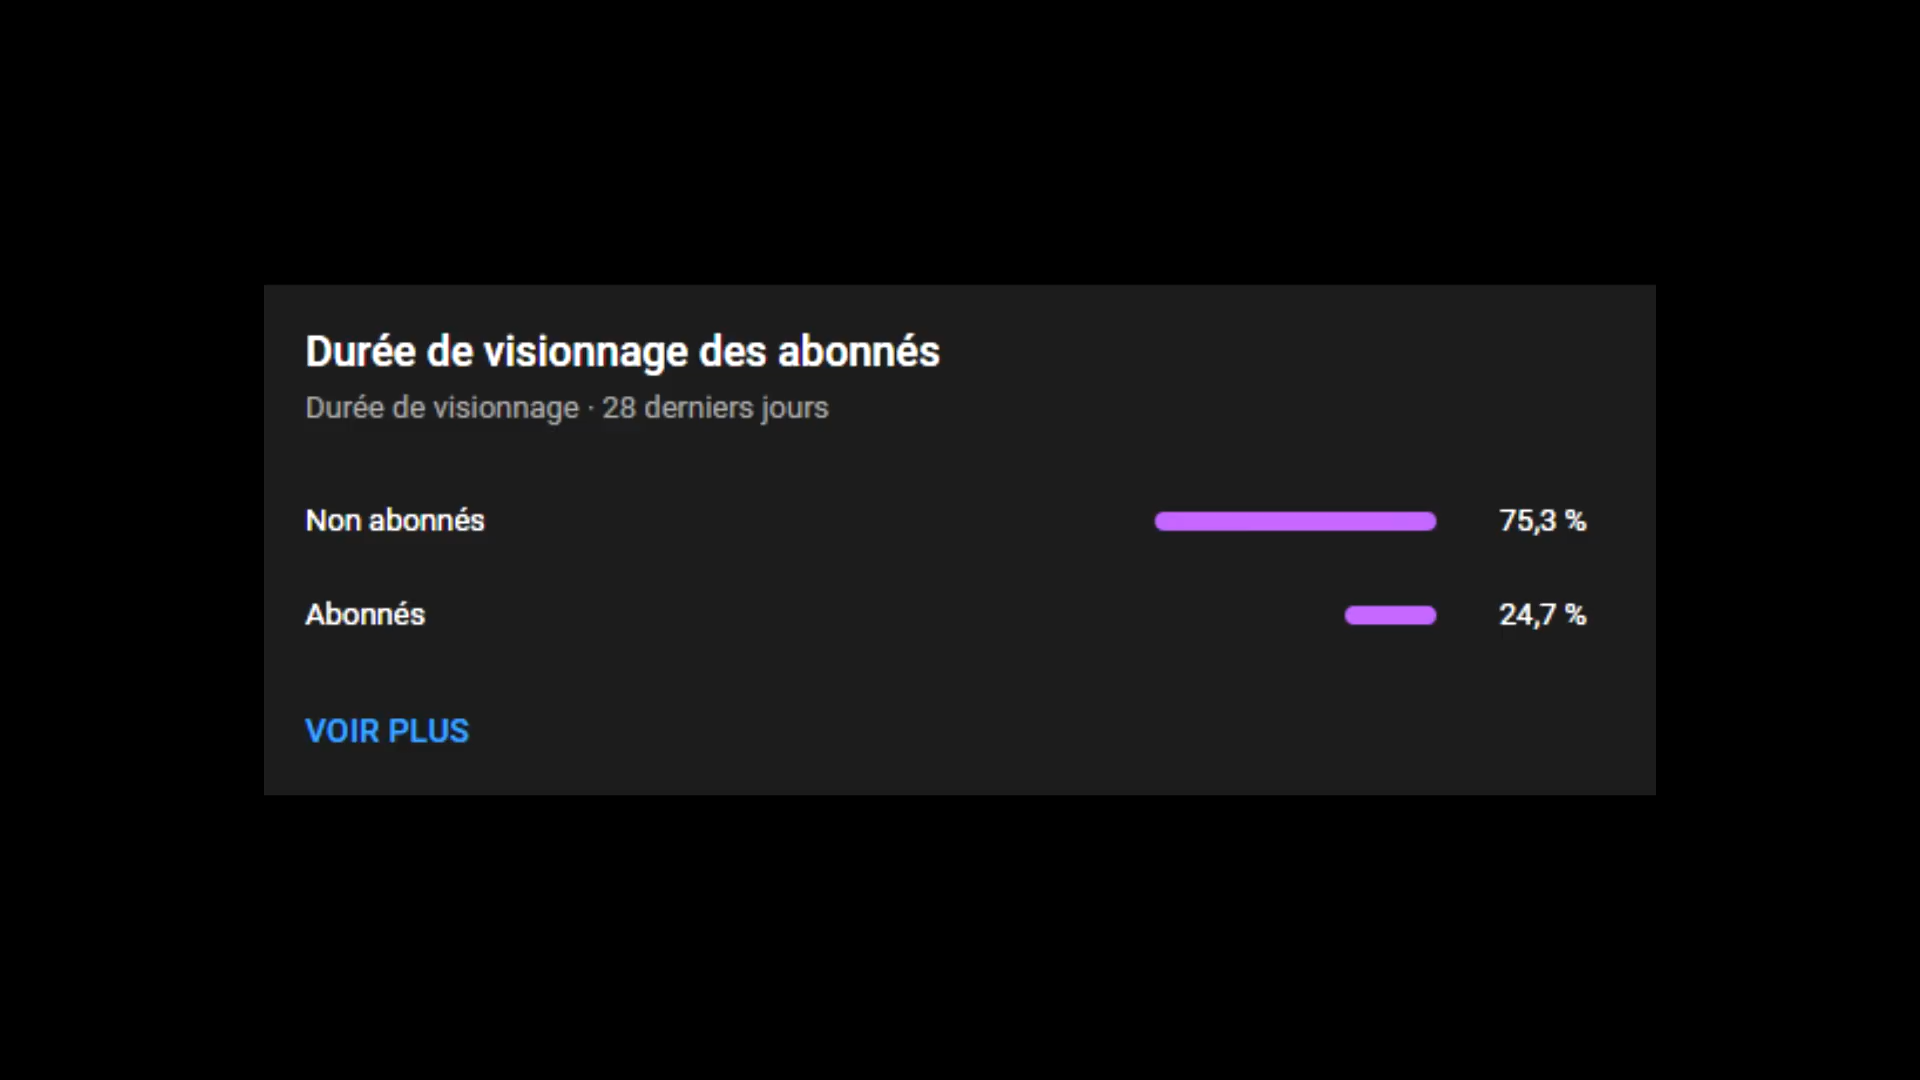 Durée de visionnage des abonnés
Durée de visionnage · 28 derniers jours
Non abonnés 75,3 %
Abonnés 24,7 %
VOIR PLUS